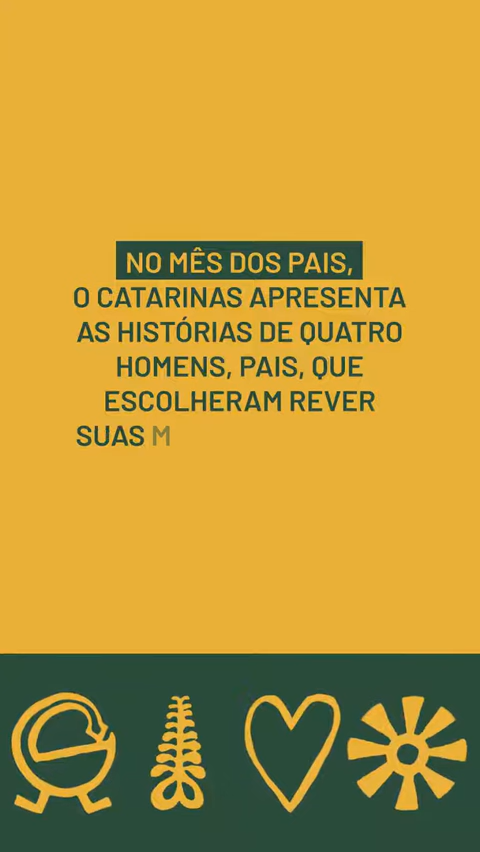 NO MÊS DOS PAIS,
O CATARINAS APRESENTA
AS HISTÓRIAS DE QUATRO
HOMENS, PAIS, QUE
ESCOLHERAM REVER
SUAS M